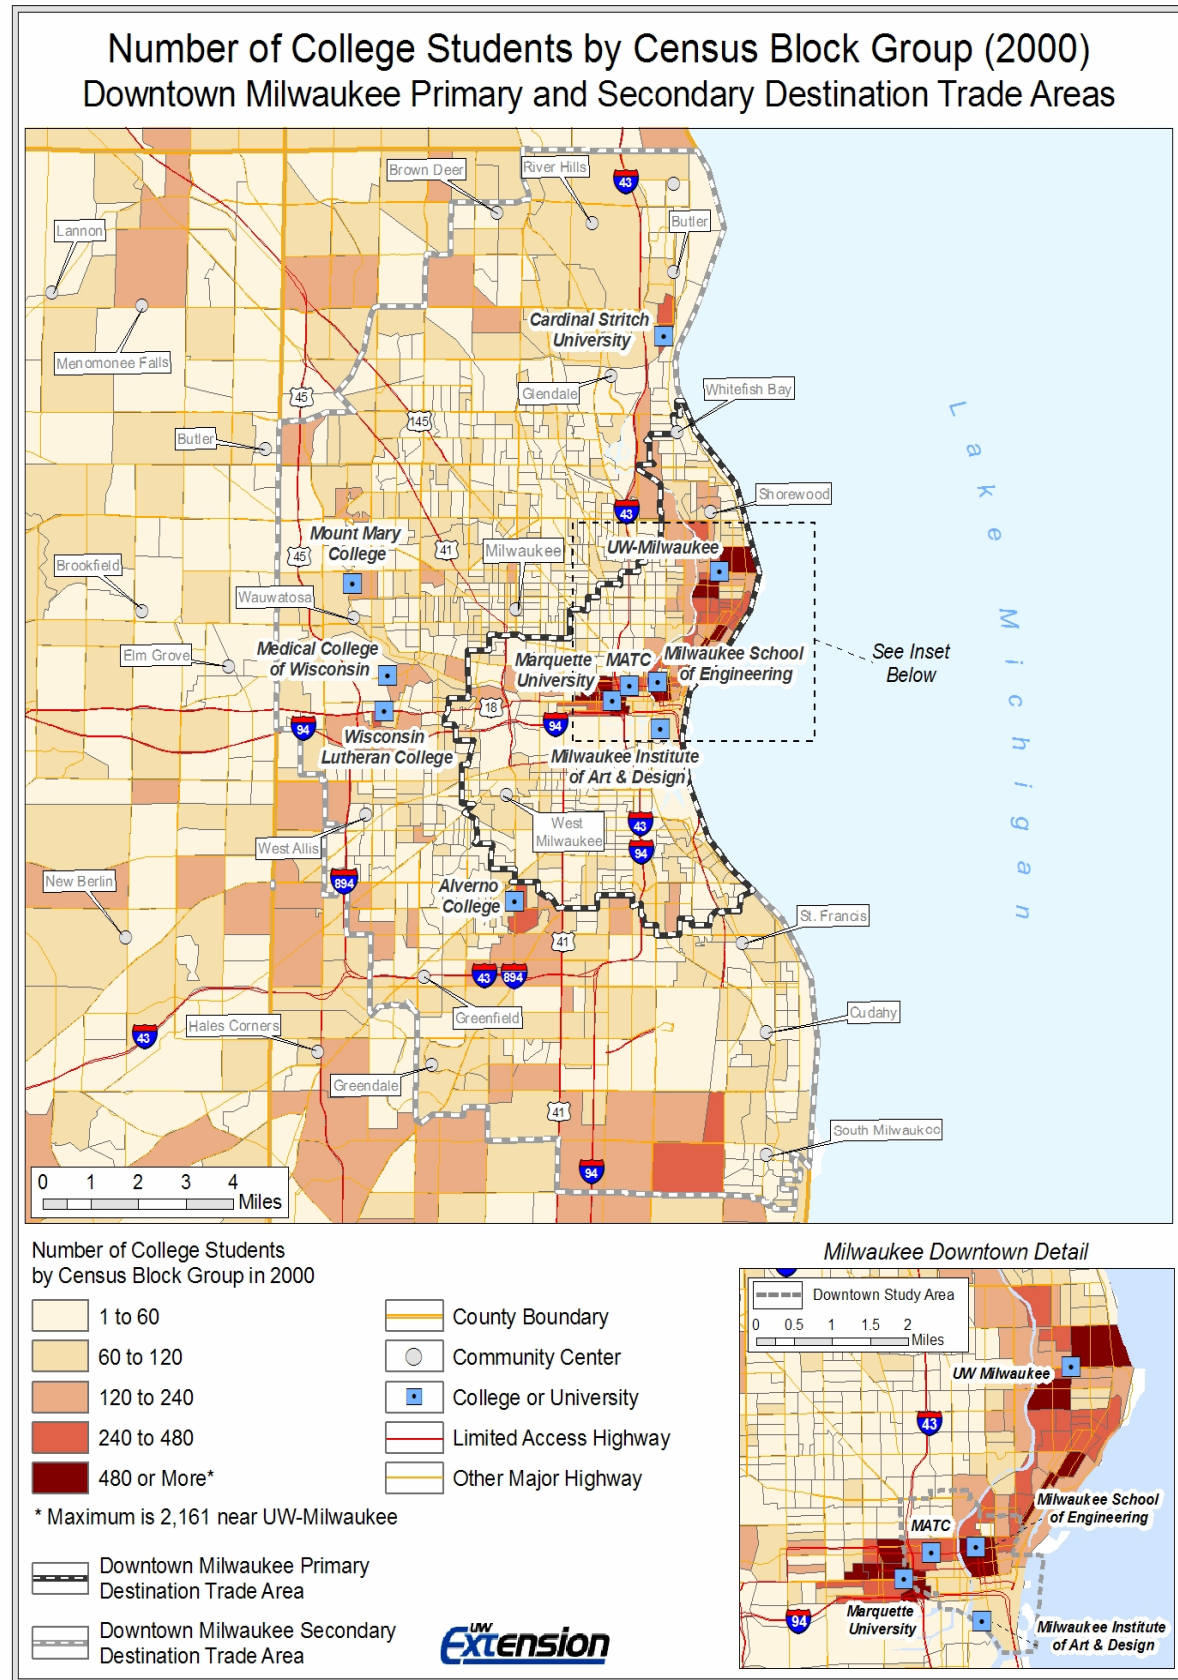 Number of College Students by Census Block Group (2000)
Downtown Milwaukee Primary and Secondary Destination Trade Areas
Brown Deer
River Hills
43
Lannon
Butler
Cardinal Stritch
University
Menomonee Falls
Glendale
Whitefish Bay
45
145
Butler
Shorewood
43
Mount Mary
College
UW-Milwaukee
45
41
Milwaukee
Brookfield
Wauwatosa
Elm Grove
Medical College
of Wisconsin
Marquette
University
MATC
Milwaukee School
of Engineering
See Inset
Below
18
94
94
Wisconsin
Lutheran College
Milwaukee Institute
of Art & Design
Lake Michigan
West Allis
West
Milwaukee
43
94
New Berlin
894
Alverno
College
St. Francis
41
43
894
Greenfield
Cudahy
43
Hales Corners
Greendale
41
South Milwaukcc
94
0 1 2 3 4
Miles
Number of College Students
by Census Block Group in 2000
1 to 60
60 to 120
120 to 240
240 to 480
480 or More*
* Maximum is 2,161 near UW-Milwaukee
County Boundary
Community Center
College or University
Limited Access Highway
Other Major Highway
Downtown Milwaukee Primary
Destination Trade Area
Downtown Milwaukee Secondary
Destination Trade Area
UW
Extension
Milwaukee Downtown Detail
Downtown Study Area
0 0.5 1 1.5 2
Miles
UW Milwaukee
43
Milwaukee School
of Engineering
MATC
94
Marquette
University
Milwaukee Institute
of Art & Design